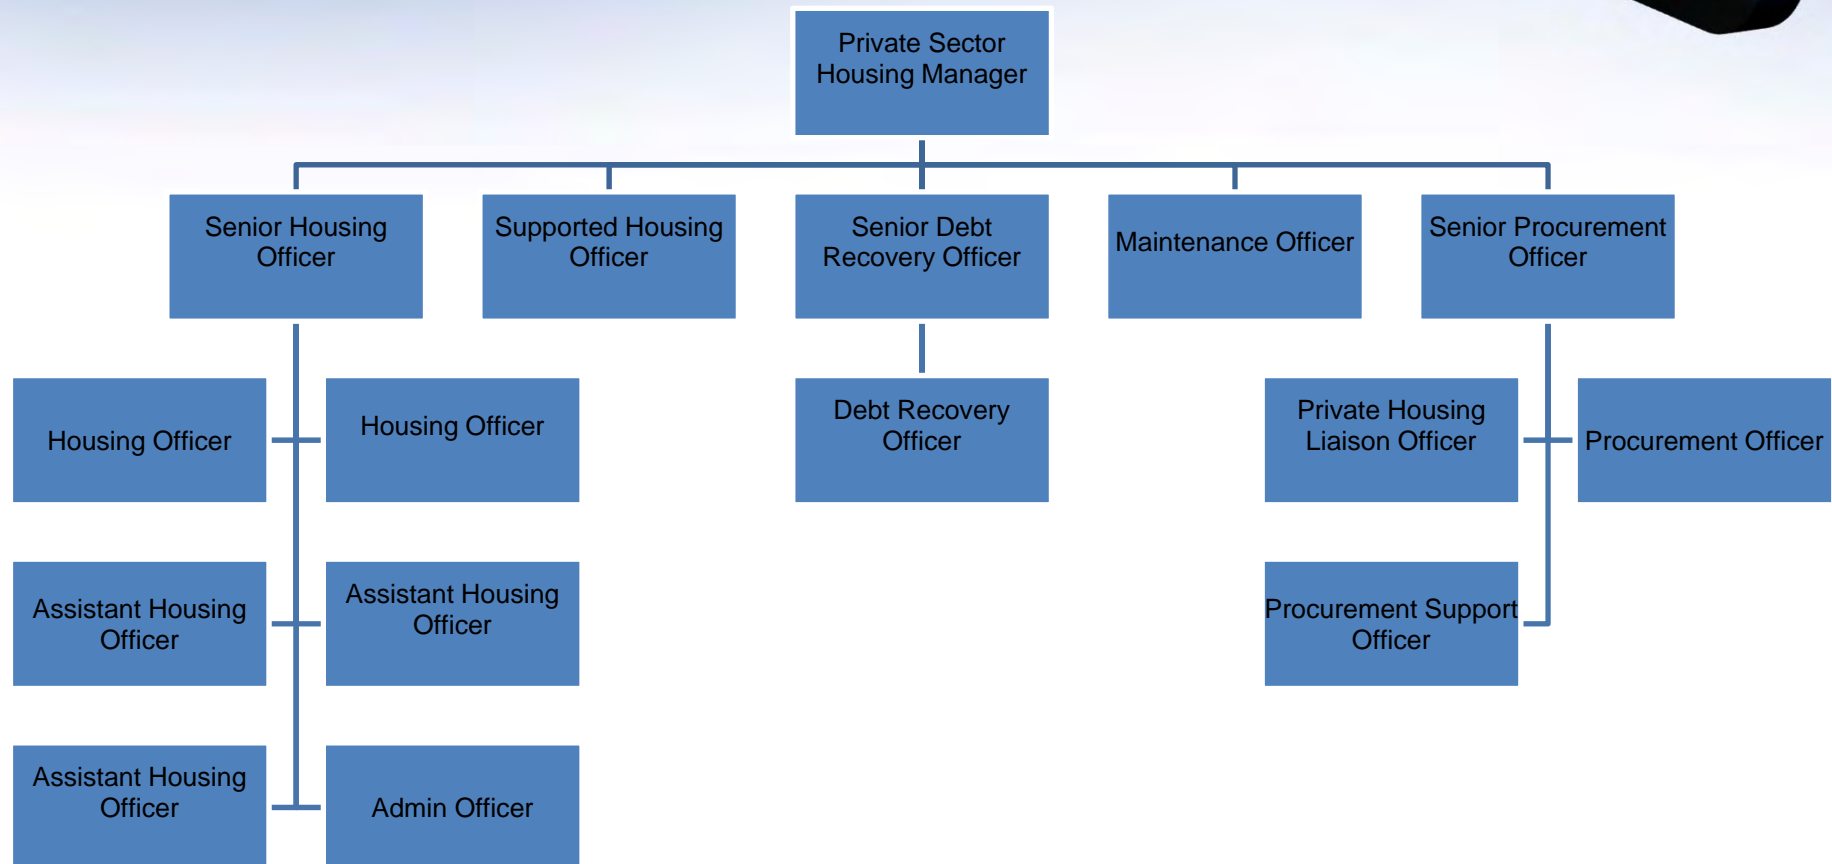 Private Sector
Housing Manager
Senior Housing
Officer
Supported Housing
Officer
Senior Debt
Recovery Officer
Maintenance Officer
Senior Procurement
Officer
Housing Officer
Housing Officer
Debt Recovery
Officer
Private Housing
Liaison Officer
Procurement Officer
Assistant Housing
Officer
Assistant Housing
Officer
Procurement Support
Officer
Assistant Housing
Officer
Admin Officer